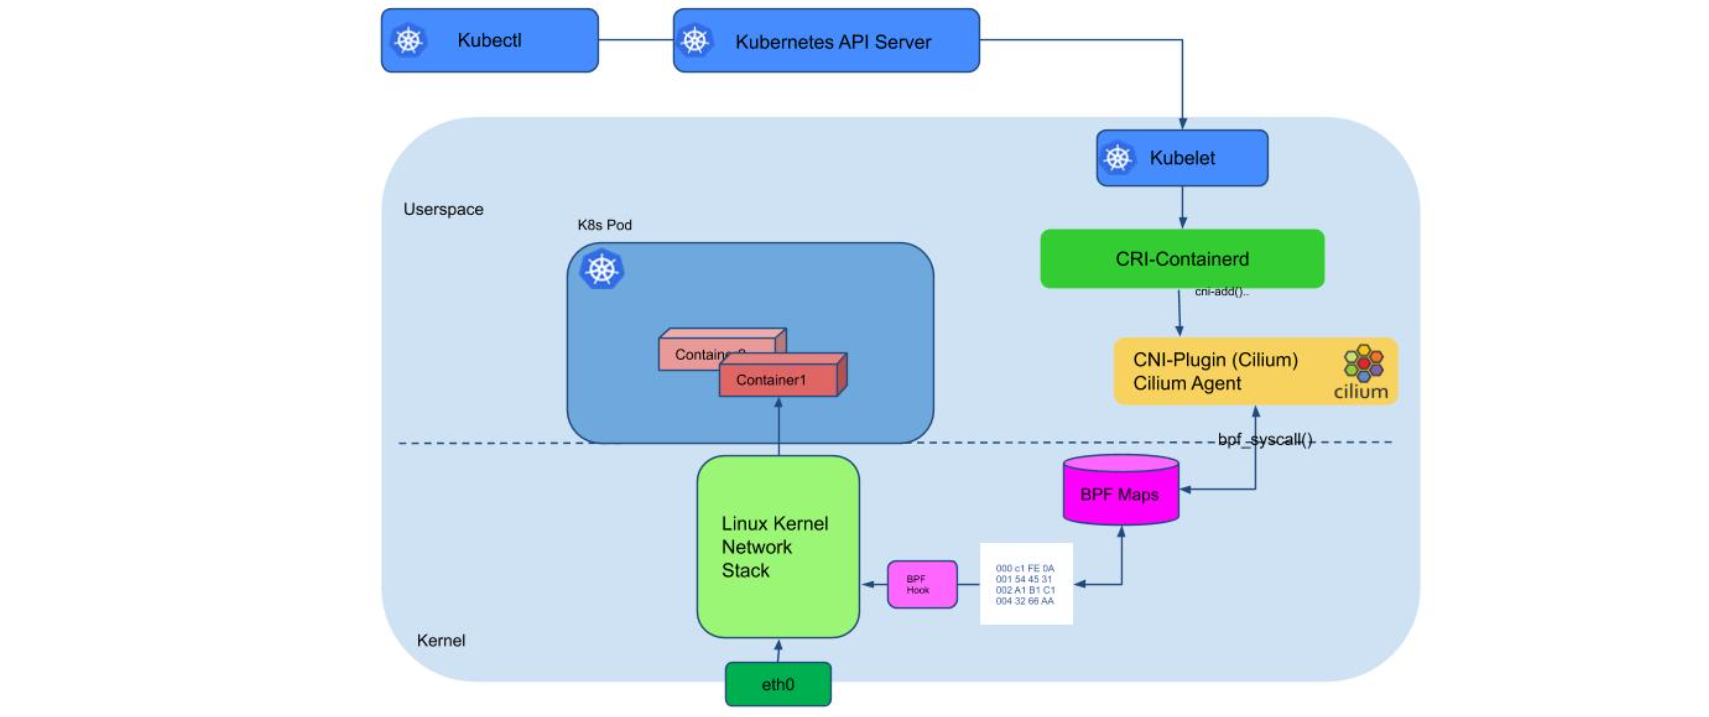 Kubectl
Kubernetes API Server
Kubelet
Userspace
K8s Pod
CRI-Containerd
cni-add()..
Container1
CNI-Plugin (Cilium)
Cilium Agent
cilium
bpf_syscall()
BPF Maps
Linux Kernel
Network
Stack
BPF
Hook
000 c1 FE 0A
001 54 45 31
002 A1 B1 C1
004 32 66 AA
Kernel
eth0